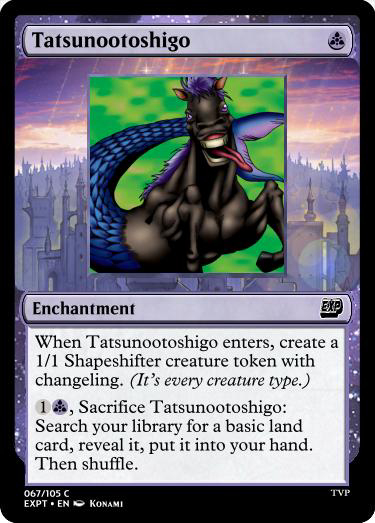 Tatsunootoshigo
Enchantment
EXP
When Tatsunootoshigo enters, create a
1/1 Shapeshifter creature token with
changeling. (It's every creature type.)
1, Sacrifice Tatsunootoshigo:
Search your library for a basic land
card, reveal it, put it into your hand.
Then shuffle.
067/105 C
EXPT • EN Konami
TVP